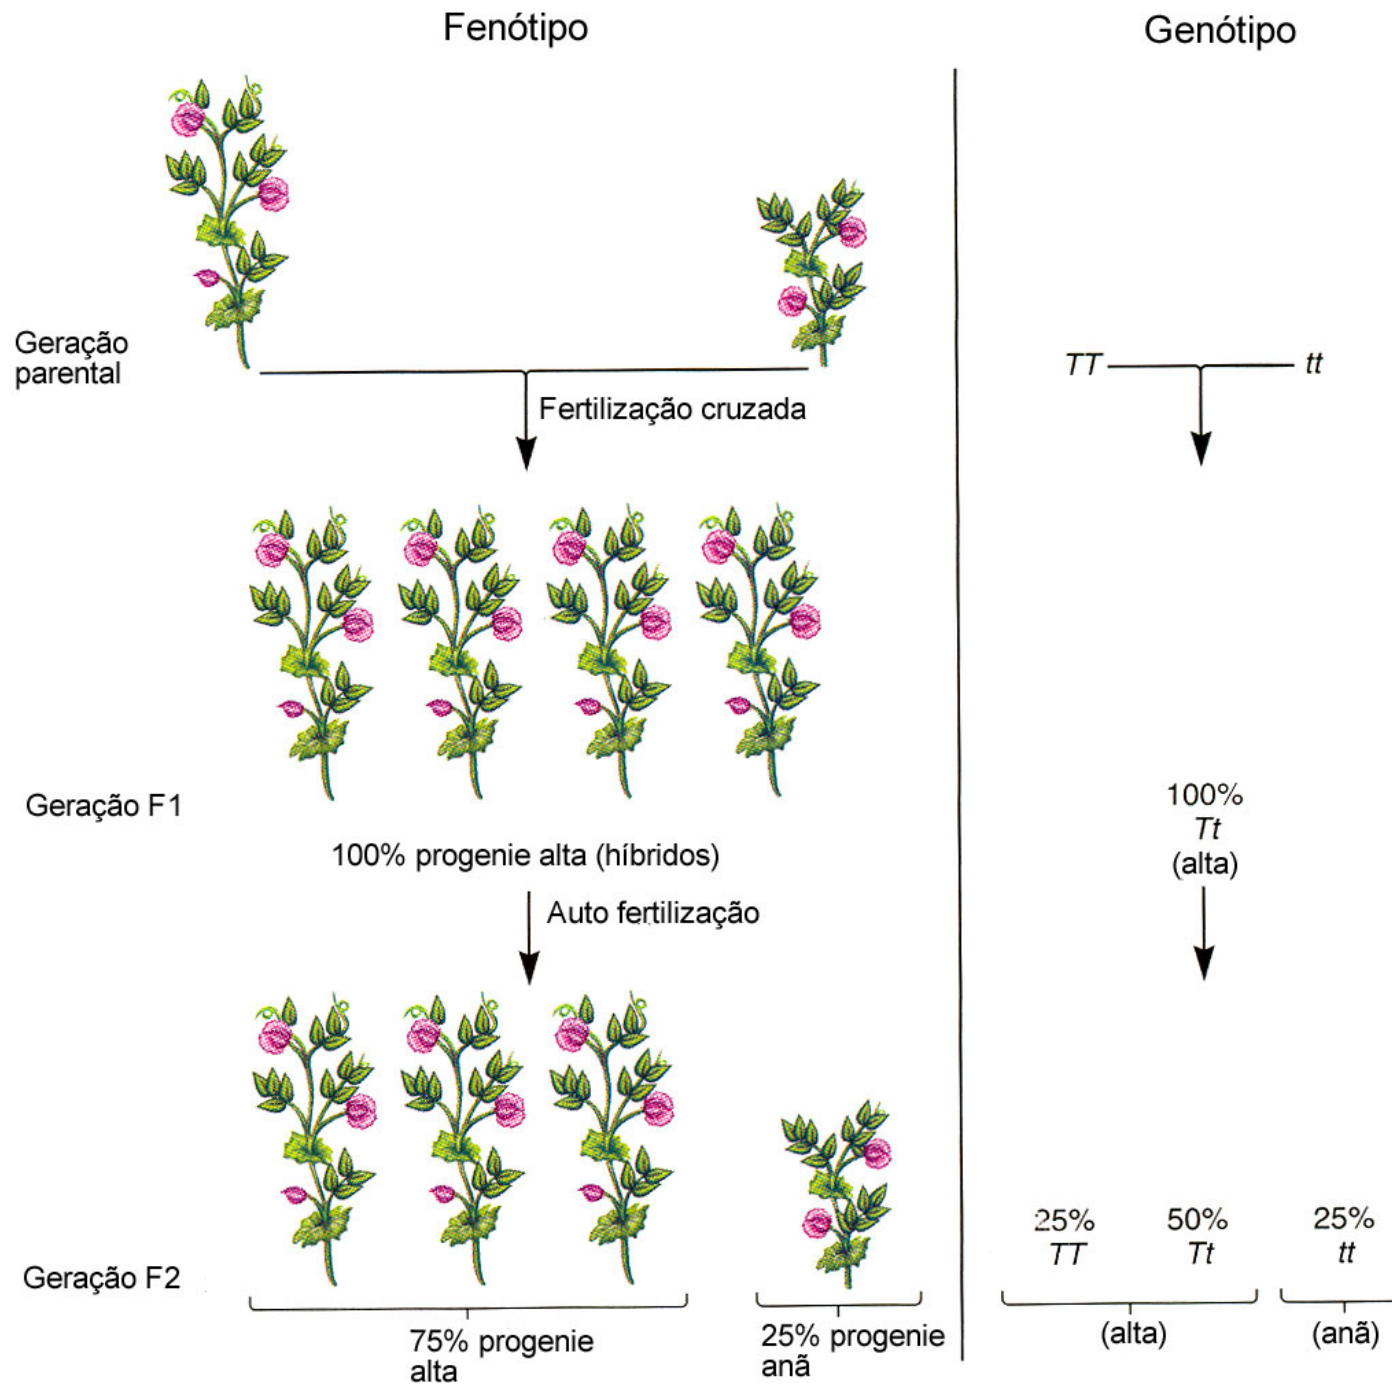 Fenótipo
Genótipo
Geração
parental
TT
tt
Fertilização cruzada
Geração F1
100% progenie alta (híbridos)
100%
Tt
(alta)
Auto fertilização
Geração F2
25%
TT
50%
Tt
25%
tt
75% progenie
alta
25% progenie
anã
(alta)
(anã)